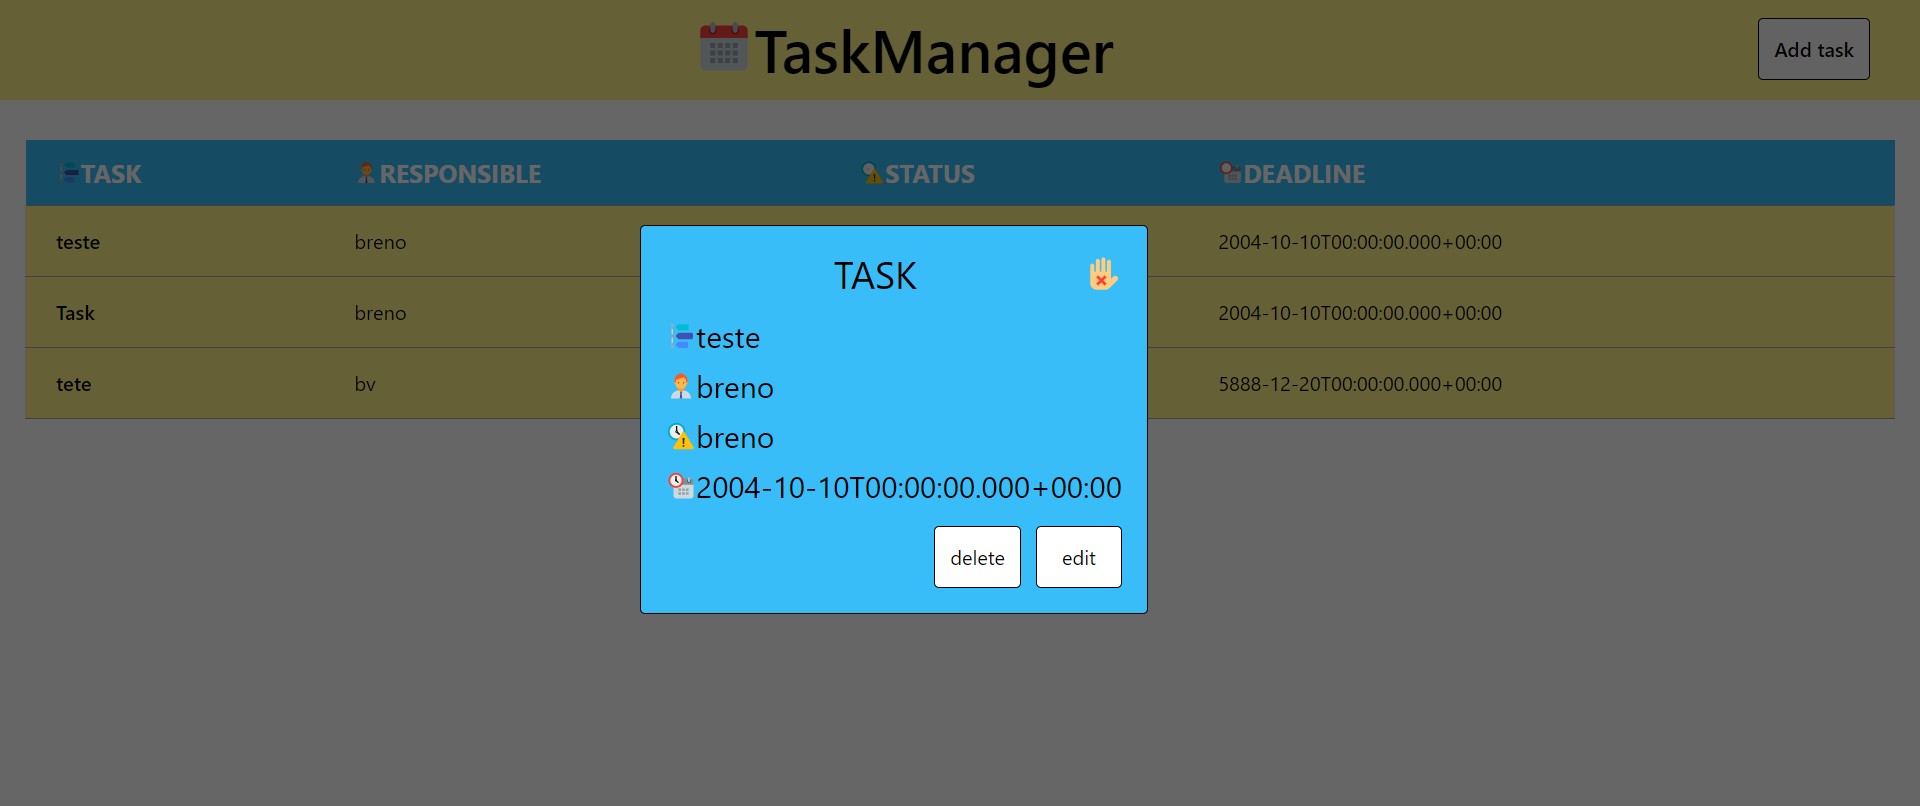 TaskManager
Add task
TASK RESPONSIBLE STATUS DEADLINE
teste breno 2004-10-10T00:00:00.000+00:00
Task breno 2004-10-10T00:00:00.000+00:00
tete bv 5888-12-20T00:00:00.000+00:00
TASK
teste
breno
breno
2004-10-10T00:00:00.000+00:00
delete edit